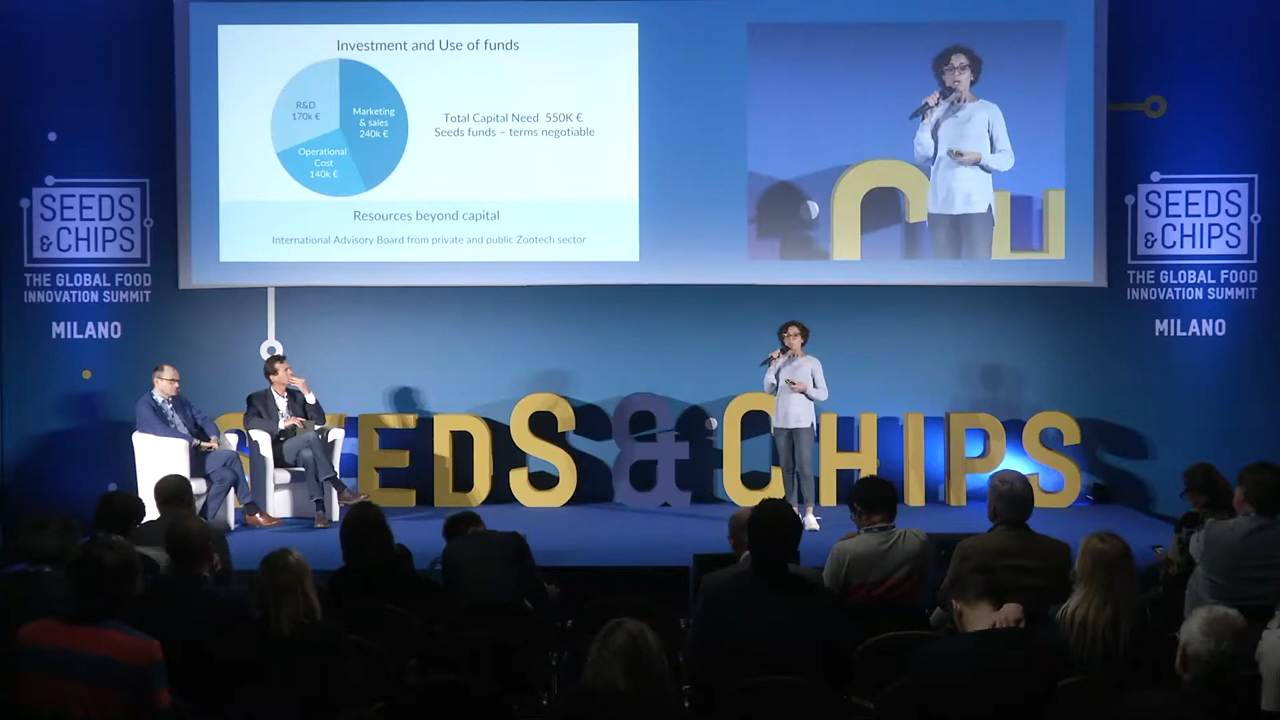 Investment and Use of funds
R&D
170k €
Marketing
& sales
240k €
Operational
Cost
140k €
Total Capital Need 550K €
Seeds funds – terms negotiable
Resources beyond capital
International Advisory Board from private and public Zootech sector
SEEDS
&CHIPS
THE GLOBAL FOOD
INNOVATION SUMMIT
MILANO
SEEDS
&CHIPS
THE GLOBAL FOOD
INNOVATION SUMMIT
MILANO
SEEDS & CHIPS